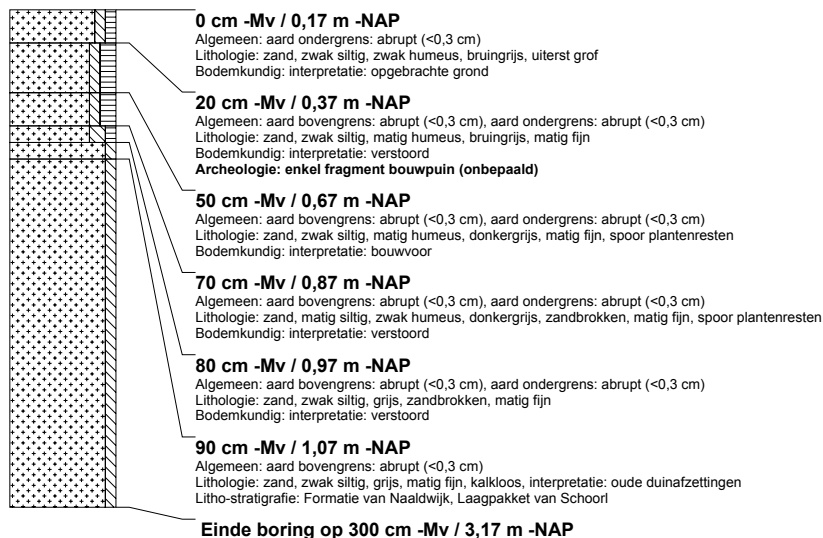 0 cm -Mv / 0,17 m -NAP
Algemeen: aard ondergrens: abrupt (<0,3 cm)
Lithologie: zand, zwak siltig, zwak humeus, bruingrijs, uiterst grof
Bodemkundig: interpretatie: opgebrachte grond
20 cm -Mv / 0,37 m -NAP
Algemeen: aard bovengrens: abrupt (<0,3 cm), aard ondergrens: abrupt (<0,3 cm)
Lithologie: zand, zwak siltig, matig humeus, bruingrijs, matig fijn
Bodemkundig: interpretatie: verstoord
Archeologie: enkel fragment bouwpuin (onbepaald)
50 cm -Mv / 0,67 m -NAP
Algemeen: aard bovengrens: abrupt (<0,3 cm), aard ondergrens: abrupt (<0,3 cm)
Lithologie: zand, zwak siltig, matig humeus, donkergrijs, matig fijn, spoor plantenresten
Bodemkundig: interpretatie: bouwvoor
70 cm -Mv / 0,87 m -NAP
Algemeen: aard bovengrens: abrupt (<0,3 cm), aard ondergrens: abrupt (<0,3 cm)
Lithologie: zand, matig siltig, zwak humeus, donkergrijs, zandbrokken, matig fijn, spoor plantenresten
Bodemkundig: interpretatie: verstoord
80 cm -Mv / 0,97 m -NAP
Algemeen: aard bovengrens: abrupt (<0,3 cm), aard ondergrens: abrupt (<0,3 cm)
Lithologie: zand, zwak siltig, grijs, zandbrokken, matig fijn
Bodemkundig: interpretatie: verstoord
90 cm -Mv / 1,07 m -NAP
Algemeen: aard bovengrens: abrupt (<0,3 cm)
Lithologie: zand, zwak siltig, grijs, matig fijn, kalkloos, interpretatie: oude duinafzettingen
Litho-stratigrafie: Formatie van Naaldwijk, Laagpakket van Schoorl
Einde boring op 300 cm -Mv / 3,17 m -NAP